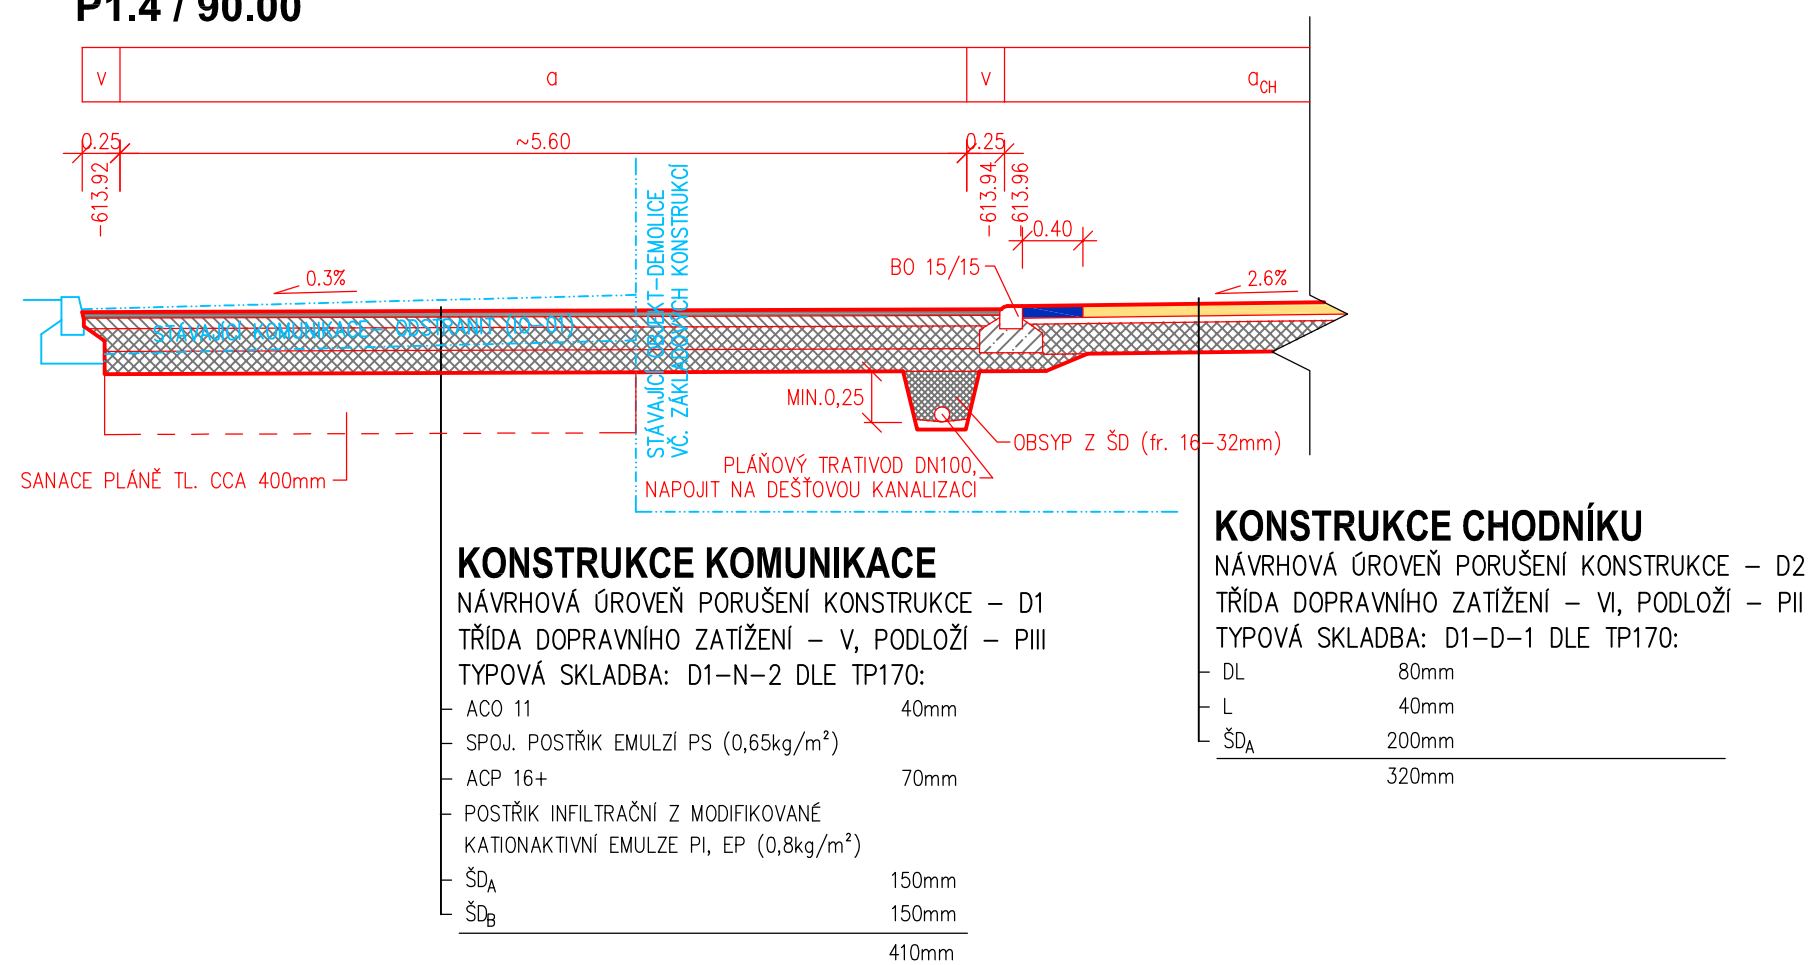 P1.4 / 90.00
v
a
v
aCH
0.25
~5.60
0.25
-613.92
-613.94
-613.96
0.40
STÁVAJÍCÍ OBJEKT-DEMOLICE
VČ. ZÁKLADOVÝCH KONSTRUKCÍ
BO 15/15
0.3%
2.6%
STÁVAJÍCÍ KOMUNIKACE- ODSTRANIT (IO-01)
MIN.0,25
OBSYP Z ŠD (fr. 16-32mm)
PLÁŇOVÝ TRATIVOD DN100,
NAPOJIT NA DEŠŤOVOU KANALIZACI
SANACE PLÁNĚ TL. CCA 400mm
KONSTRUKCE KOMUNIKACE
NÁVRHOVÁ ÚROVEŇ PORUŠENÍ KONSTRUKCE – D1
TŘÍDA DOPRAVNÍHO ZATÍŽENÍ – V, PODLOŽÍ – PIII
TYPOVÁ SKLADBA: D1-N-2 DLE TP170:
ACO 11 40mm
SPOJ. POSTŘIK EMULZÍ PS (0,65kg/m²)
ACP 16+ 70mm
POSTŘIK INFILTRAČNÍ Z MODIFIKOVANÉ
KATIONAKTIVNÍ EMULZE PI, EP (0,8kg/m²)
ŠDA 150mm
ŠDB 150mm
410mm
KONSTRUKCE CHODNÍKU
NÁVRHOVÁ ÚROVEŇ PORUŠENÍ KONSTRUKCE – D2
TŘÍDA DOPRAVNÍHO ZATÍŽENÍ – VI, PODLOŽÍ – PII
TYPOVÁ SKLADBA: D1-D-1 DLE TP170:
DL 80mm
L 40mm
ŠDA 200mm
320mm